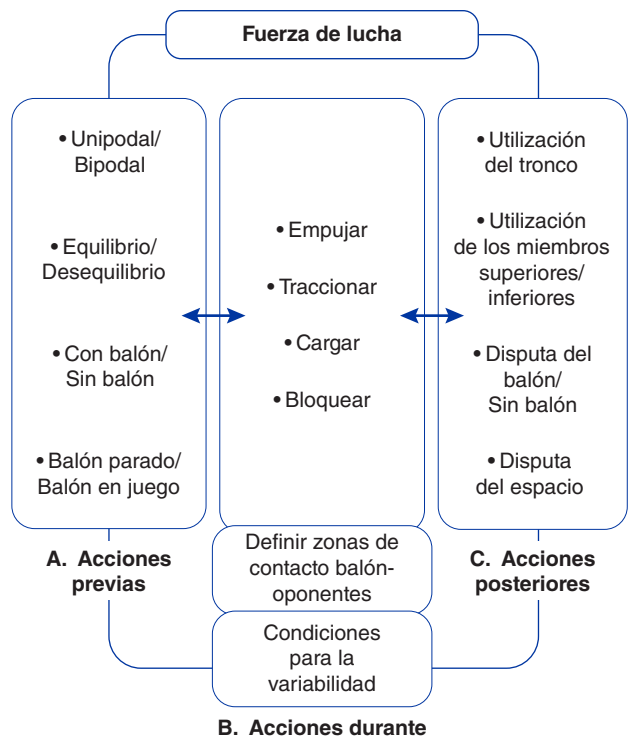 Fuerza de lucha
• Unipodal/
Bipodal
• Equilibrio/
Desequilibrio
• Con balón/
Sin balón
• Balón parado/
Balón en juego
A. Acciones
previas
• Empujar
• Traccionar
• Cargar
• Bloquear
Definir zonas de
contacto balón-
oponentes
Condiciones
para la
variabilidad
B. Acciones durante
• Utilización
del tronco
• Utilización
de los miembros
superiores/
inferiores
• Disputa del
balón/
Sin balón
• Disputa
del espacio
C. Acciones
posteriores